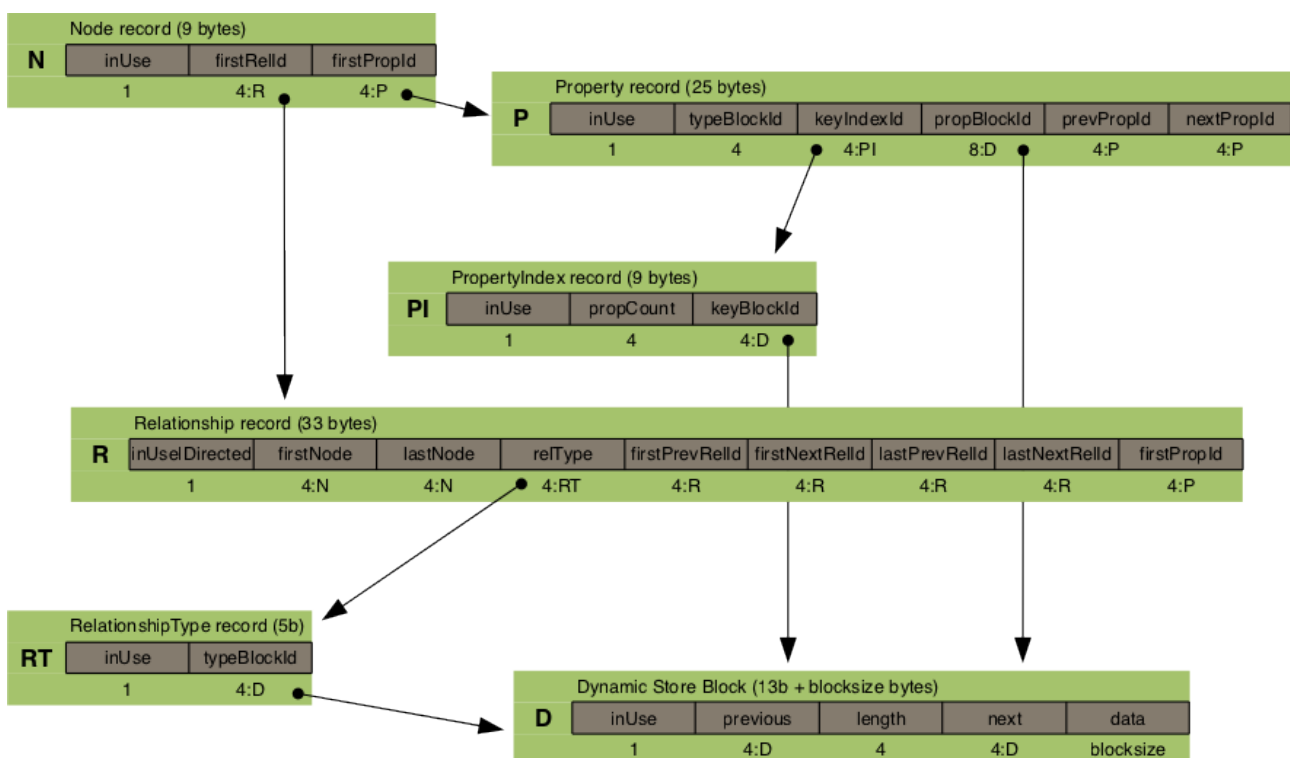 Node record (9 bytes)
N inUse firstRelId firstPropId
1 4:R 4:P
Property record (25 bytes)
P inUse typeBlockId keyIndexId propBlockId prevPropId nextPropId
1 4 4:PI 8:D 4:P 4:P
PropertyIndex record (9 bytes)
PI inUse propCount keyBlockId
1 4 4:D
Relationship record (33 bytes)
R inUse|Directed firstNode lastNode relType firstPrevRelId firstNextRelId lastPrevRelId lastNextRelId firstPropId
1 4:N 4:N 4:RT 4:R 4:R 4:R 4:R 4:P
RelationshipType record (5b)
RT inUse typeBlockId
1 4:D
Dynamic Store Block (13b + blocksize bytes)
D inUse previous length next data
1 4:D 4 4:D blocksize